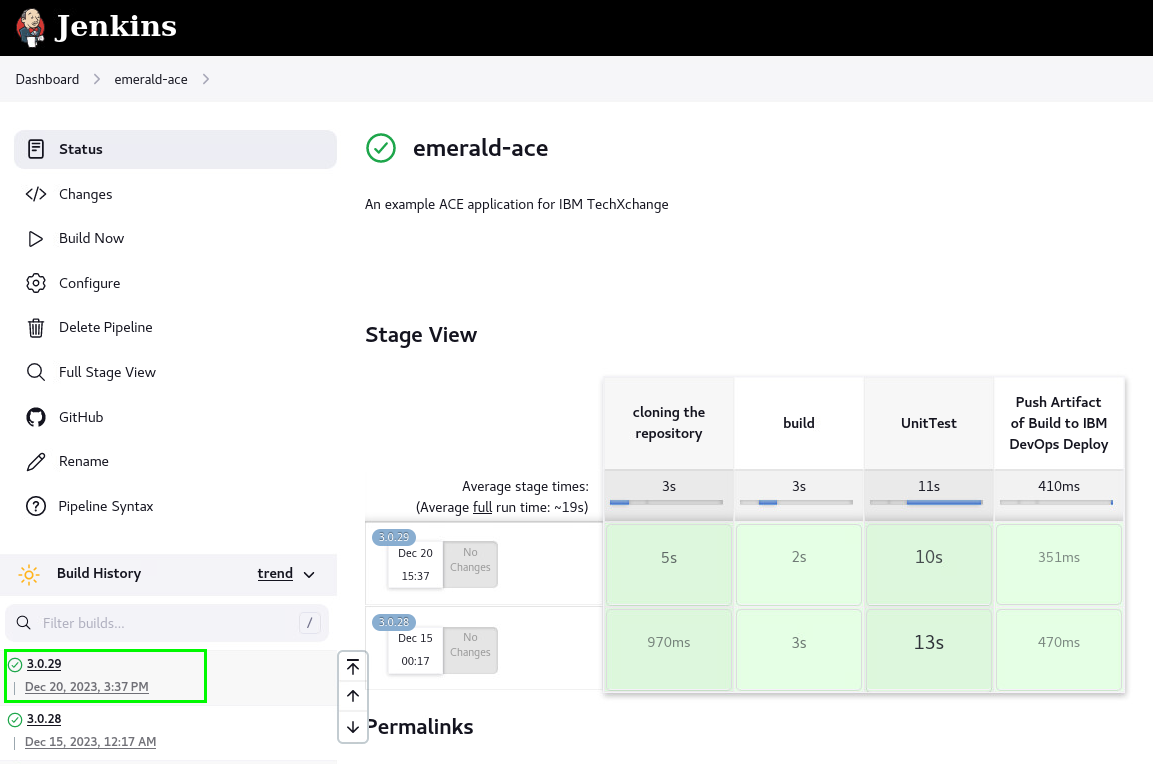 Jenkins
Dashboard
emerald-ace
Status
Changes
Build Now
Configure
Delete Pipeline
Full Stage View
GitHub
Rename
Pipeline Syntax
Build History
trend
Filter builds...
/
3.0.29
Dec 20, 2023, 3:37 PM
3.0.28
Dec 15, 2023, 12:17 AM
emerald-ace
An example ACE application for IBM TechXchange
Stage View
cloning the
repository
build
UnitTest
Push Artifact
of Build to IBM
DevOps Deploy
Average stage times:
(Average full run time: ~19s)
3s
3s
11s
410ms
3.0.29
Dec 20
15:37
No
Changes
5s
2s
10s
351ms
3.0.28
Dec 15
00:17
No
Changes
970ms
3s
13s
470ms
Permalinks